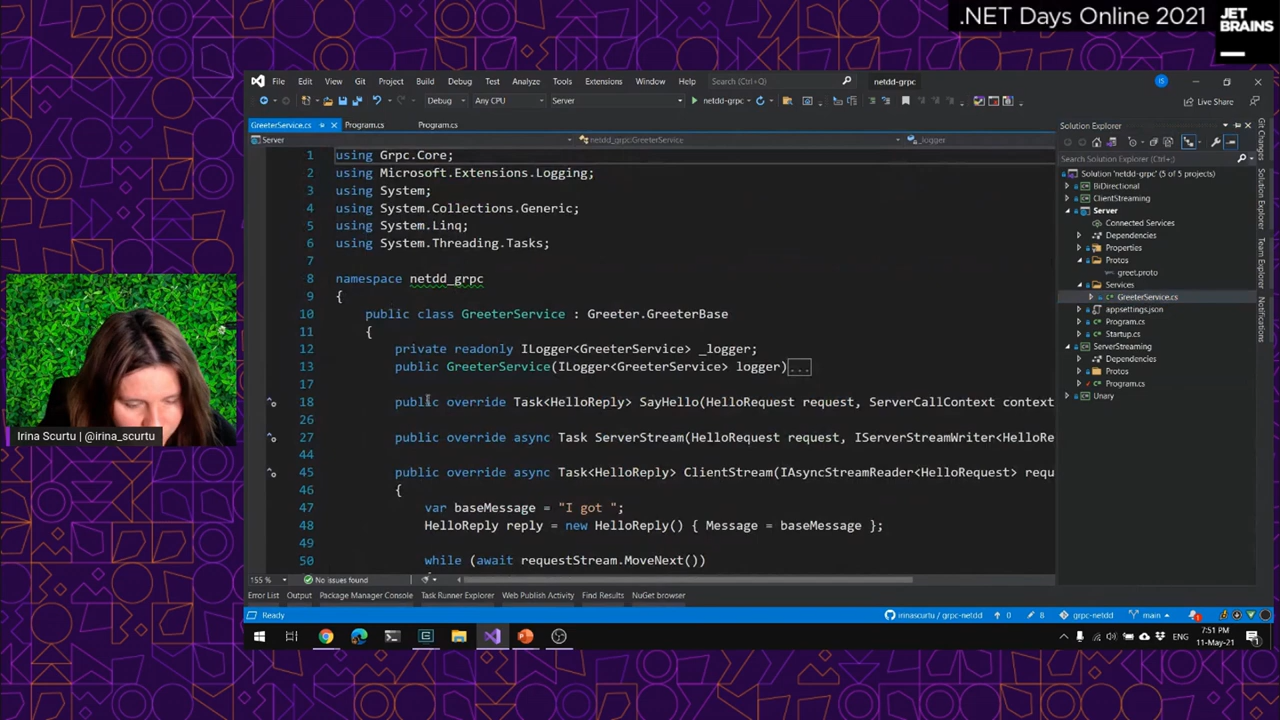 .NET Days Online 2021
JET
BRAINS
File Edit View Git Project Build Debug Test Analyze Tools Extensions Window Help Search (Ctrl+Q) netdd-grpc IS
Debug Any CPU Server netdd-grpc Live Share
GreeterService.cs Program.cs Program.cs
Server netdd_grpc.GreeterService _logger
1 using Grpc.Core;
2 using Microsoft.Extensions.Logging;
3 using System;
4 using System.Collections.Generic;
5 using System.Linq;
6 using System.Threading.Tasks;
7
8 namespace netdd_grpc
9 {
10 public class GreeterService : Greeter.GreeterBase
11 {
12 private readonly ILogger<GreeterService> _logger;
13 public GreeterService(ILogger<GreeterService> logger)...
17
18 public override Task<HelloReply> SayHello(HelloRequest request, ServerCallContext context
26
27 public override async Task ServerStream(HelloRequest request, IServerStreamWriter<HelloRe
44
45 public override async Task<HelloReply> ClientStream(IAsyncStreamReader<HelloRequest> requ
46 {
47 var baseMessage = "I got ";
48 HelloReply reply = new HelloReply() { Message = baseMessage };
49
50 while (await requestStream.MoveNext())
155 % No issues found
Error List Output Package Manager Console Task Runner Explorer Web Publish Activity Find Results NuGet browser
Ready irinascurtu / grpc-netdd 0 8 grpc-netdd main 1
Solution Explorer
Search Solution Explorer (Ctrl+;)
Solution 'netdd-grpc' (5 of 5 projects)
BiDirectional
ClientStreaming
Server
Connected Services
Dependencies
Properties
Protos
greet.proto
Services
GreeterService.cs
appsettings.json
Program.cs
Startup.cs
ServerStreaming
Dependencies
Protos
Program.cs
Unary
Git Changes
Solution Explorer
Team Explorer
Notifications
Irina Scurtu | @irina_scurtu
ENG
7:51 PM
11-May-21